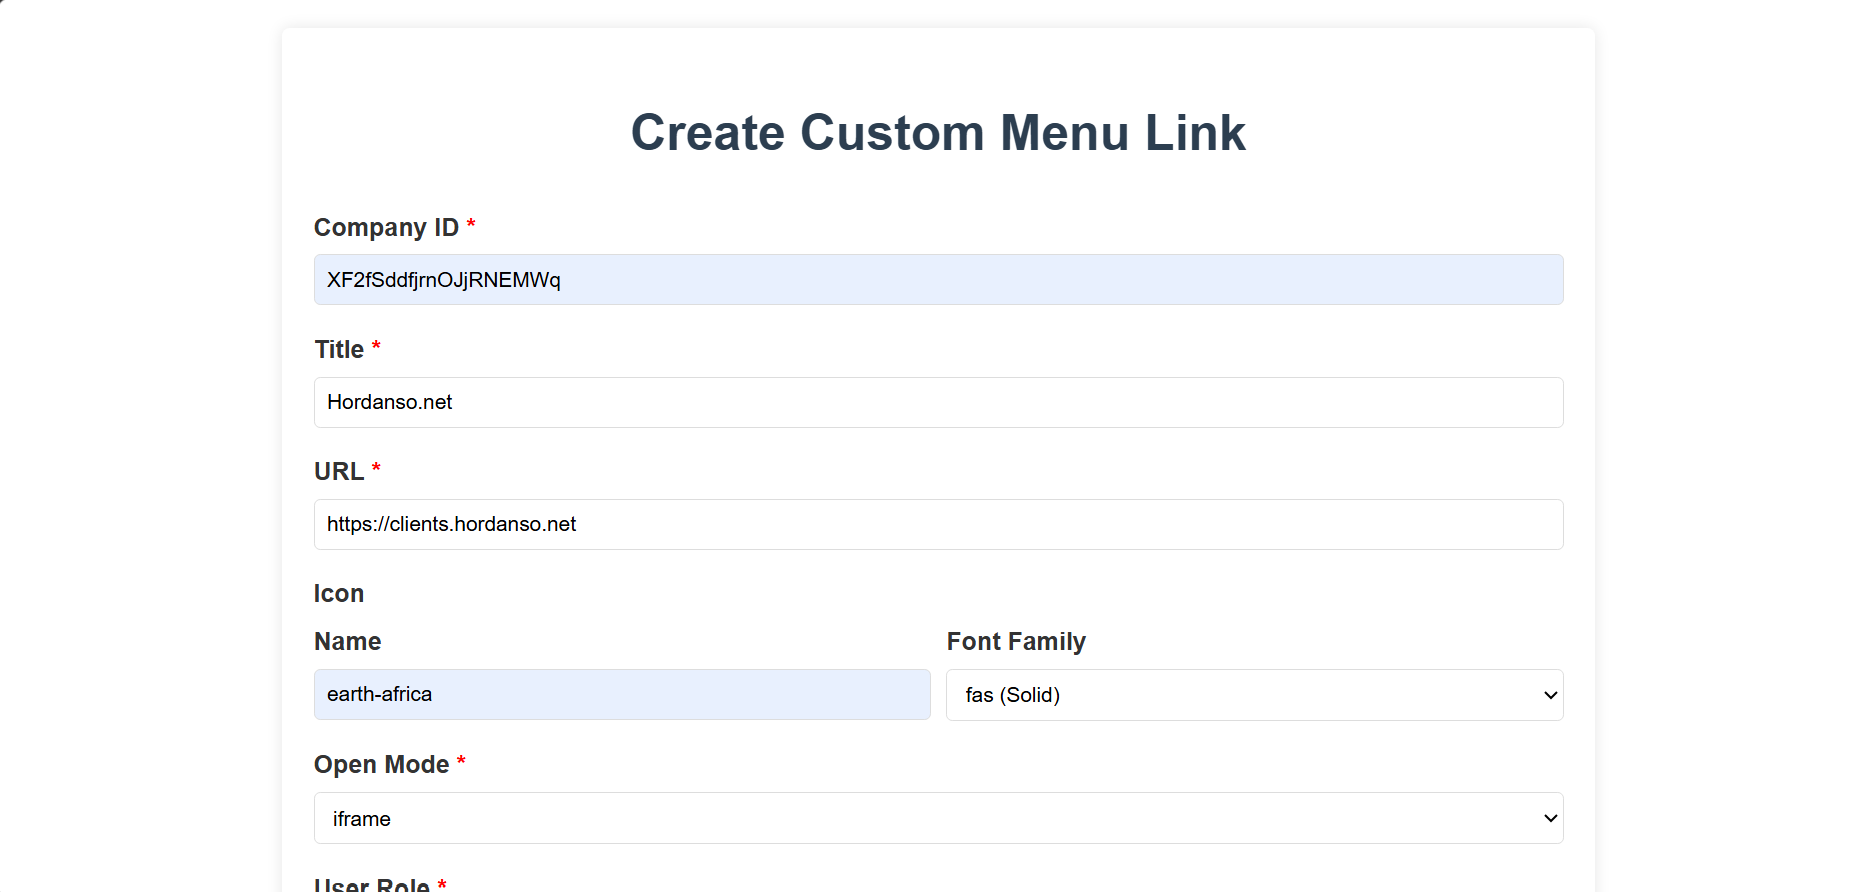 Create Custom Menu Link
Company ID *
XF2fSddfjrnOJjRNEMWq
Title *
Hordanso.net
URL *
https://clients.hordanso.net
Icon
Name
Font Family
earth-africa
fas (Solid)
Open Mode *
iframe
User Role *